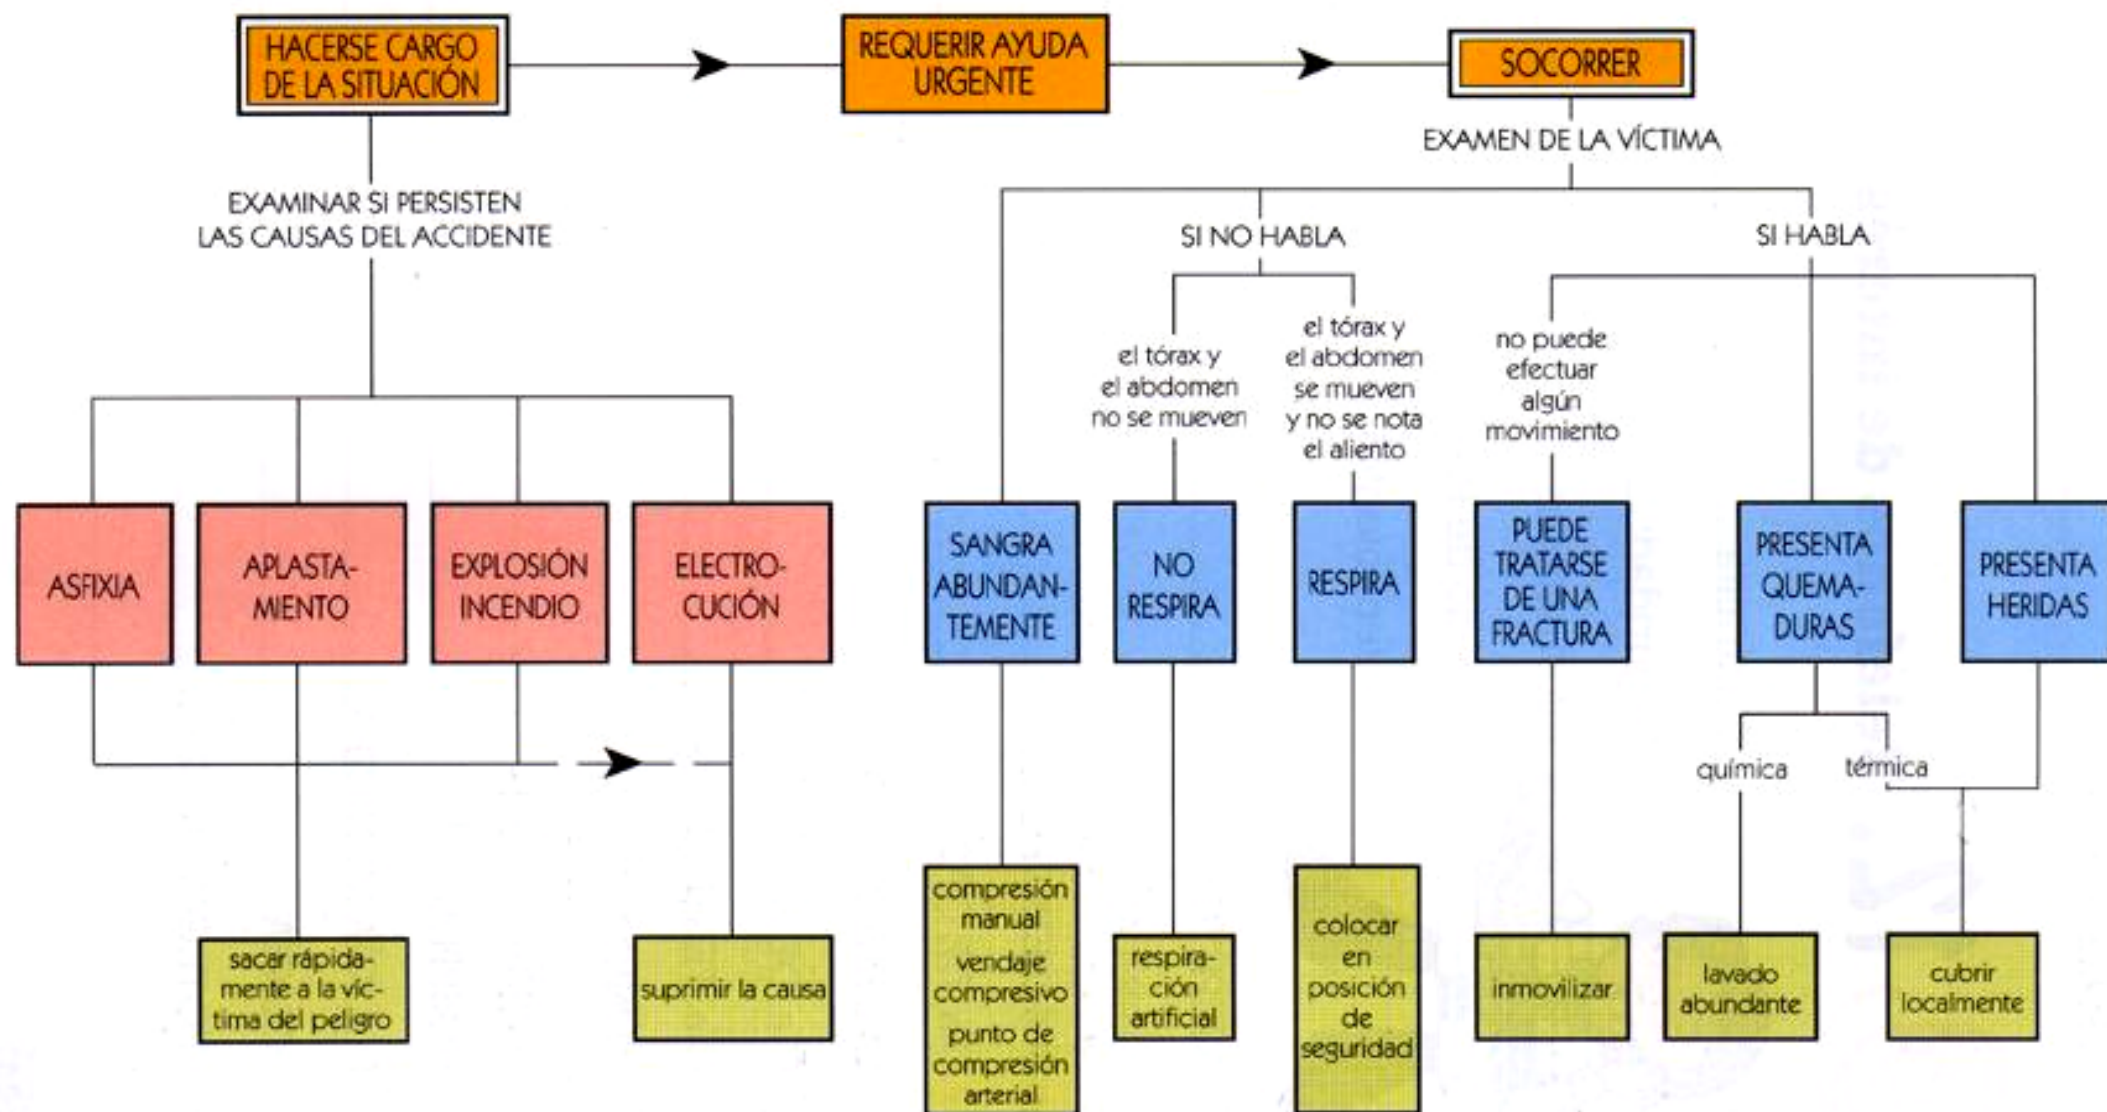 HACERSE CARGO
DE LA SITUACIÓN
REQUERIR AYUDA
URGENTE
SOCORRER
EXAMEN DE LA VÍCTIMA
EXAMINAR SI PERSISTEN
LAS CAUSAS DEL ACCIDENTE
SI NO HABLA
SI HABLA
el tórax y
el abdomen
no se mueven
el tórax y
el abdomen
se mueven
y no se nota
el aliento
no puede
efectuar
algún
movimiento
ASFIXIA
APLASTA-
MIENTO
EXPLOSIÓN
INCENDIO
ELECTRO-
CUCIÓN
SANGRA
ABUNDAN-
TEMENTE
NO
RESPIRA
RESPIRA
PUEDE
TRATARSE
DE UNA
FRACTURA
PRESENTA
QUEMA-
DURAS
PRESENTA
HERIDAS
química
térmica
sacar rápida-
mente a la víc-
tima del peligro
suprimir la causa
compresión
manual
vendaje
compresivo
punto de
compresión
arterial
respira-
ción
artificial
colocar
en
posición
de
seguridad
inmovilizar
lavado
abundante
cubrir
localmente